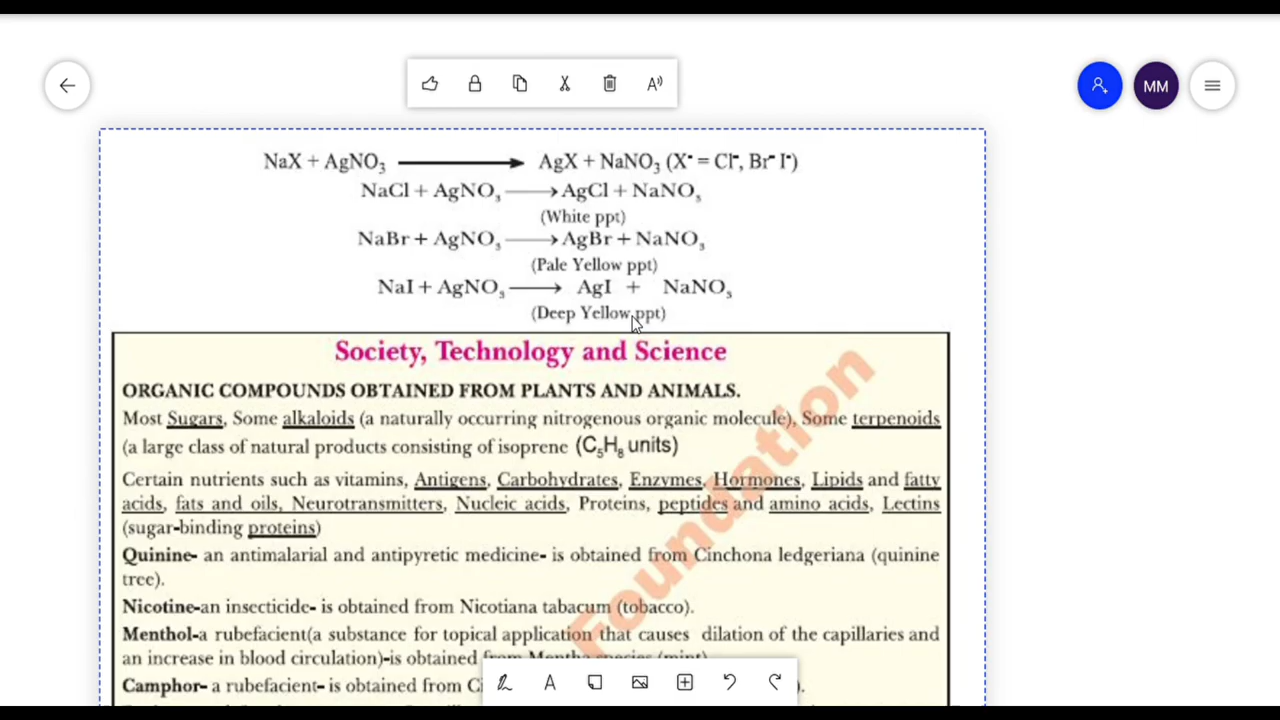 MM
NaX + AgNO₃ ⟶ AgX + NaNO₃ (X⁻ = Cl⁻, Br⁻ I⁻)
NaCl + AgNO₃ ⟶ AgCl + NaNO₃
(White ppt)
NaBr + AgNO₃ ⟶ AgBr + NaNO₃
(Pale Yellow ppt)
NaI + AgNO₃ ⟶ AgI + NaNO₃
(Deep Yellow ppt)
Society, Technology and Science
ORGANIC COMPOUNDS OBTAINED FROM PLANTS AND ANIMALS.
Most Sugars, Some alkaloids (a naturally occurring nitrogenous organic molecule), Some terpenoids
(a large class of natural products consisting of isoprene (C₅H₈ units)
Certain nutrients such as vitamins, Antigens, Carbohydrates, Enzymes, Hormones, Lipids and fatty
acids, fats and oils, Neurotransmitters, Nucleic acids, Proteins, peptides and amino acids, Lectins
(sugar-binding proteins)
Quinine- an antimalarial and antipyretic medicine- is obtained from Cinchona ledgeriana (quinine
tree).
Nicotine-an insecticide- is obtained from Nicotiana tabacum (tobacco).
Menthol-a rubefacient(a substance for topical application that causes dilation of the capillaries and
an increase in blood circulation)-is obtained from Mentha species (mint)
Camphor- a rubefacient- is obtained from
Foundation